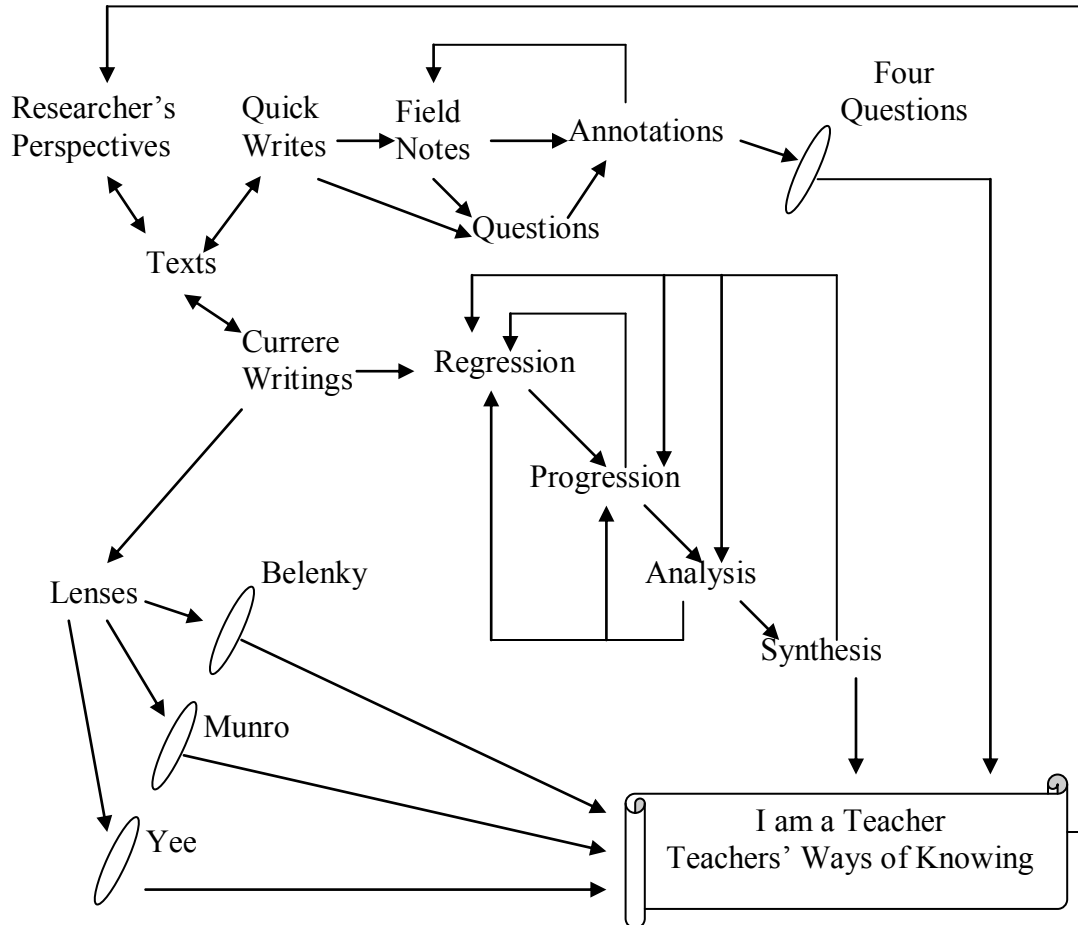 Four
Questions
Researcher’s
Perspectives
Quick
Writes
Field
Notes
Annotations
Questions
Texts
Currere
Writings
Regression
Progression
Analysis
Synthesis
Lenses
Belenky
Munro
Yee
I am a Teacher
Teachers’ Ways of Knowing